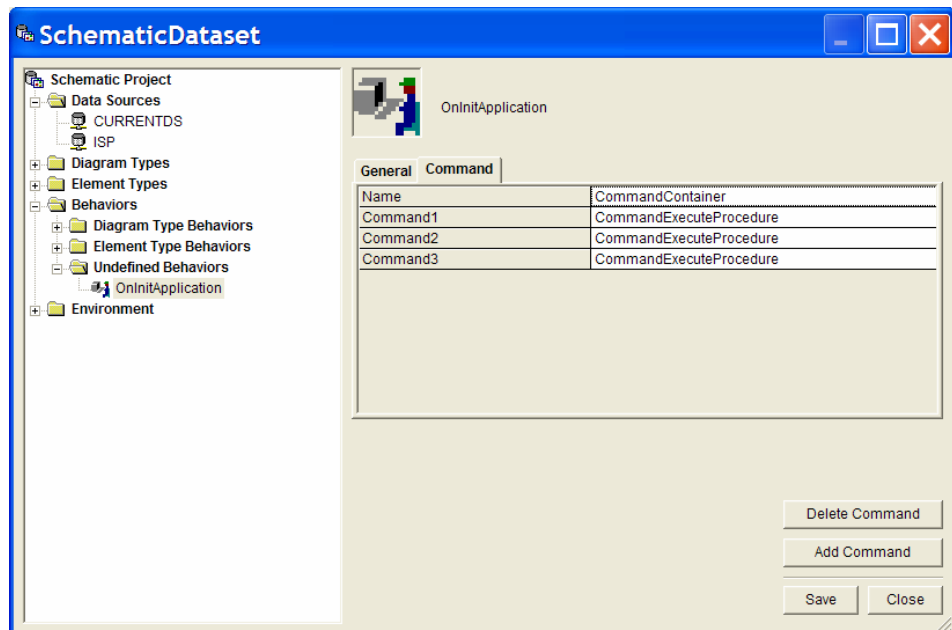 SchematicDataset
Schematic Project
Data Sources
CURRENTDS
ISP
Diagram Types
Element Types
Behaviors
Diagram Type Behaviors
Element Type Behaviors
Undefined Behaviors
OnInitApplication
Environment
OnInitApplication
General Command
Name CommandContainer
Command1 CommandExecuteProcedure
Command2 CommandExecuteProcedure
Command3 CommandExecuteProcedure
Delete Command
Add Command
Save Close